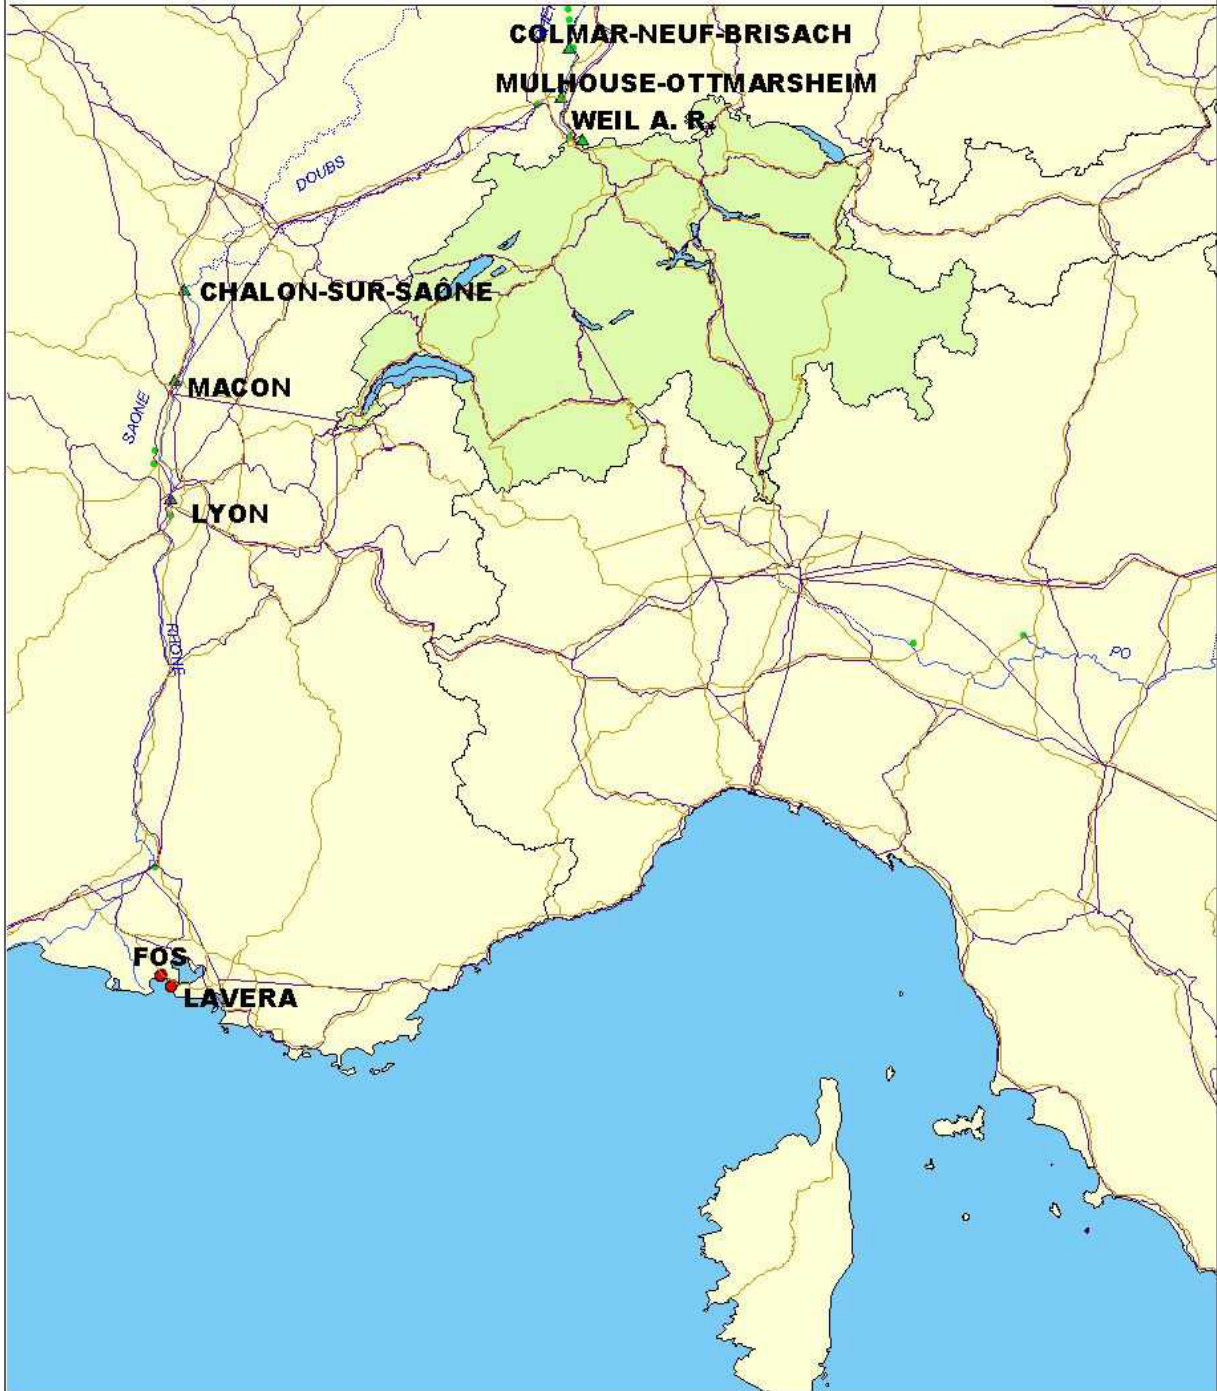 COLMAR-NEUF-BRISACH
MULHOUSE-OTTMARSHEIM
WEIL A. R.
DOUBS
CHALON-SUR-SAÔNE
MACON
SAONE
LYON
RHONE
PO
FOS
LAVERA